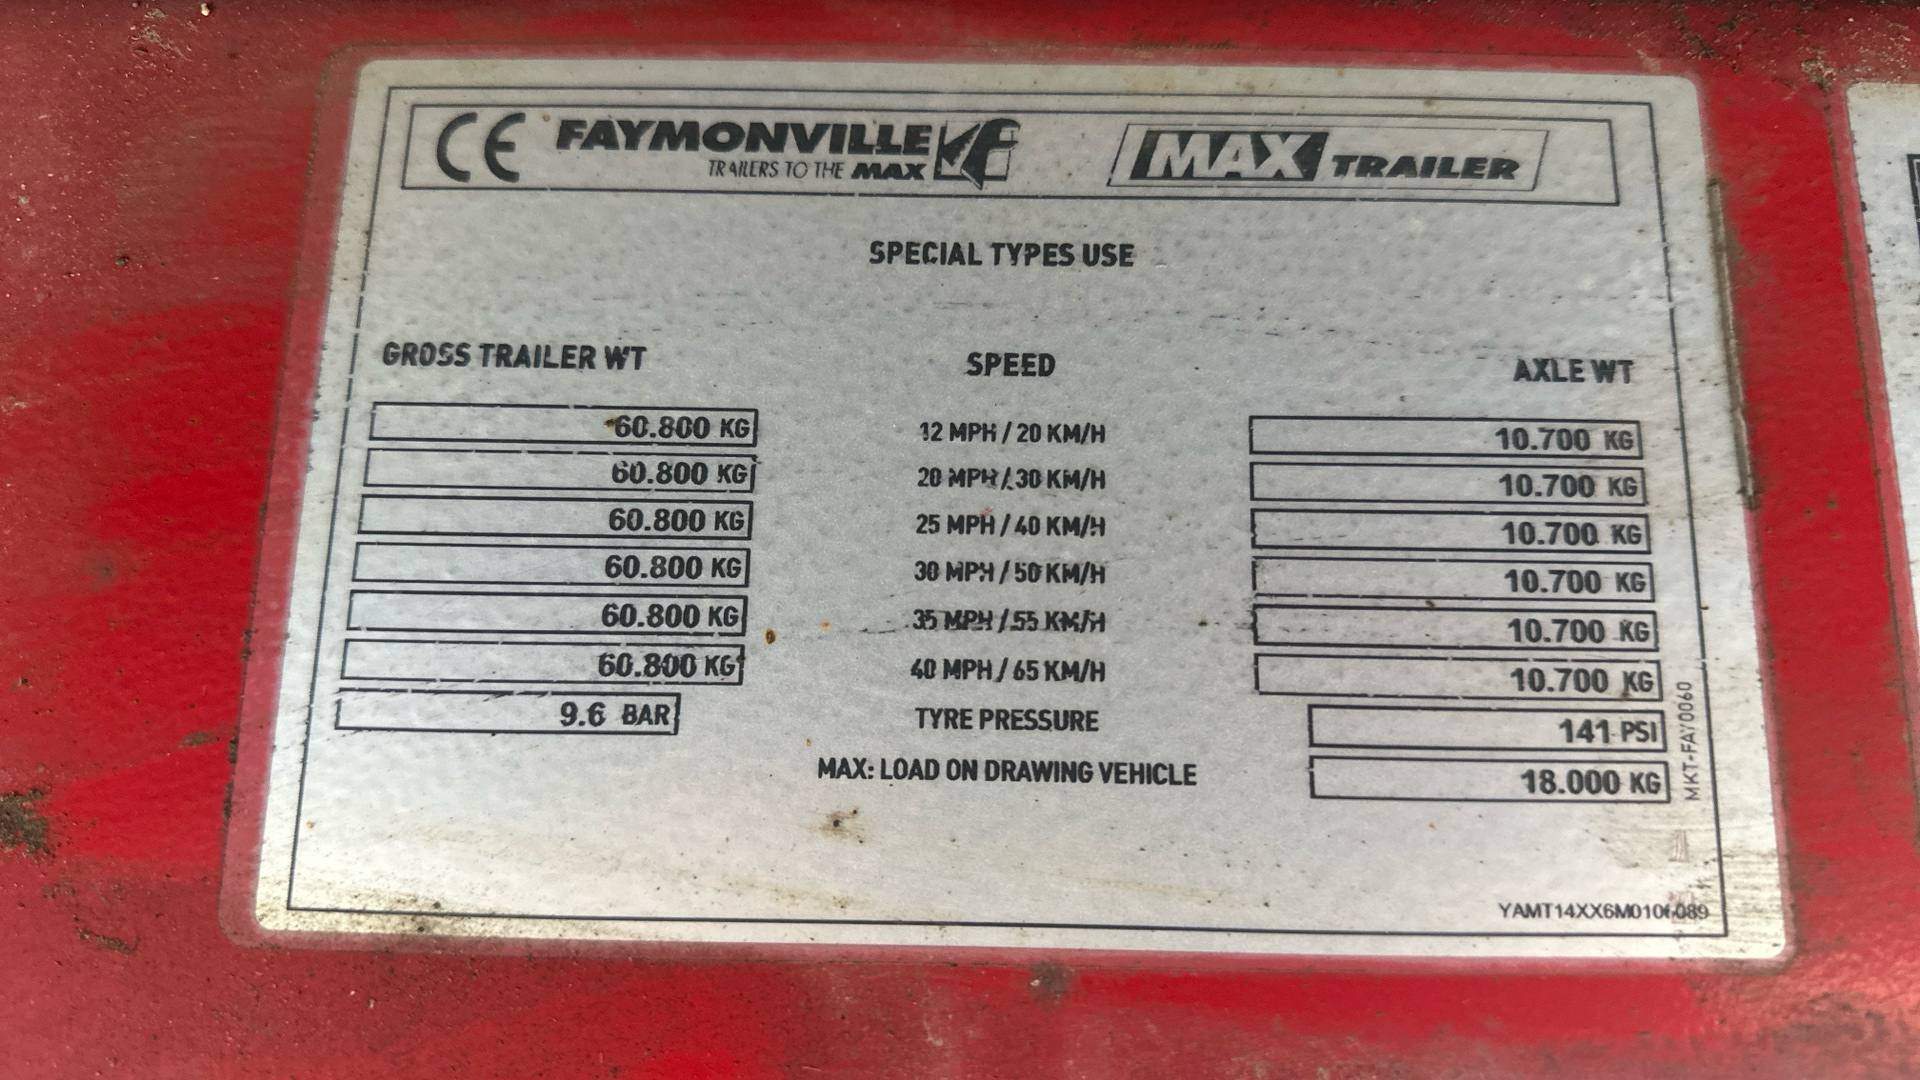 CE FAYMONVILLE MAX TRAILER
TRAILERS TO THE MAX
SPECIAL TYPES USE
GROSS TRAILER WT SPEED AXLE WT
60.800 KG 12 MPH / 20 KM/H 10.700 KG
60.800 KG 20 MPH / 30 KM/H 10.700 KG
60.800 KG 25 MPH / 40 KM/H 10.700 KG
60.800 KG 30 MPH / 50 KM/H 10.700 KG
60.800 KG 35 MPH / 55 KM/H 10.700 KG
60.800 KG 40 MPH / 65 KM/H 10.700 KG
9.6 BAR TYRE PRESSURE 141 PSI
MAX: LOAD ON DRAWING VEHICLE 18.000 KG
MKT-FAY0060